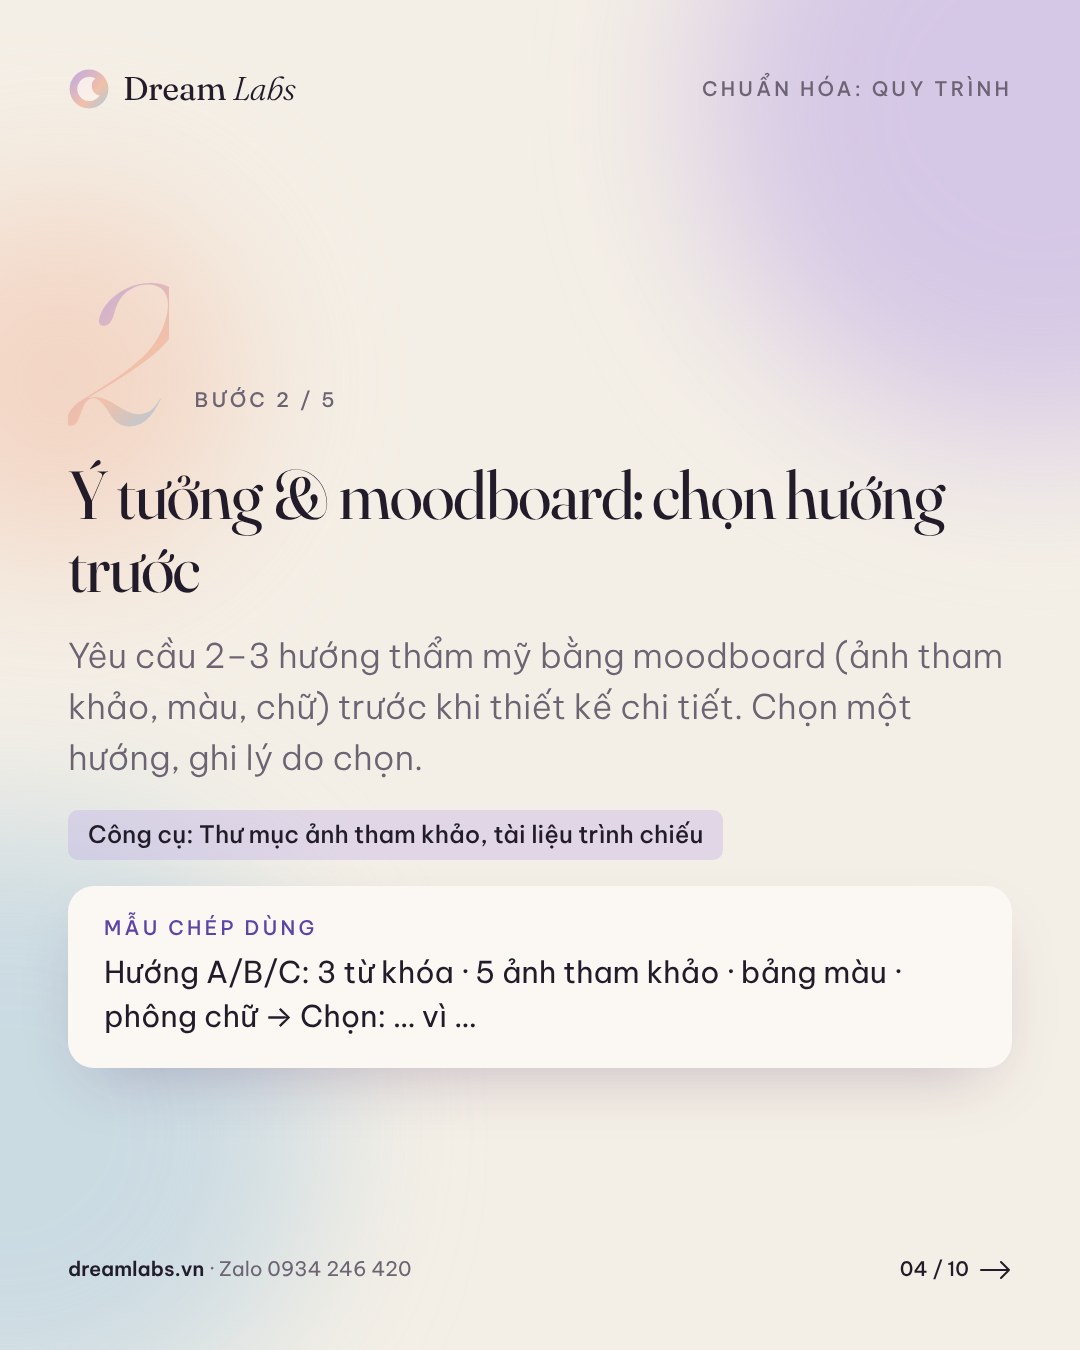 Dream Labs
CHUẨN HÓA: QUY TRÌNH
2
BƯỚC 2 / 5
Ý tưởng & moodboard: chọn hướng
trước
Yêu cầu 2–3 hướng thẩm mỹ bằng moodboard (ảnh tham
khảo, màu, chữ) trước khi thiết kế chi tiết. Chọn một
hướng, ghi lý do chọn.
Công cụ: Thư mục ảnh tham khảo, tài liệu trình chiếu
MẪU CHÉP DÙNG
Hướng A/B/C: 3 từ khóa · 5 ảnh tham khảo · bảng màu ·
phông chữ → Chọn: ... vì ...
dreamlabs.vn · Zalo 0934 246 420
04 / 10 →